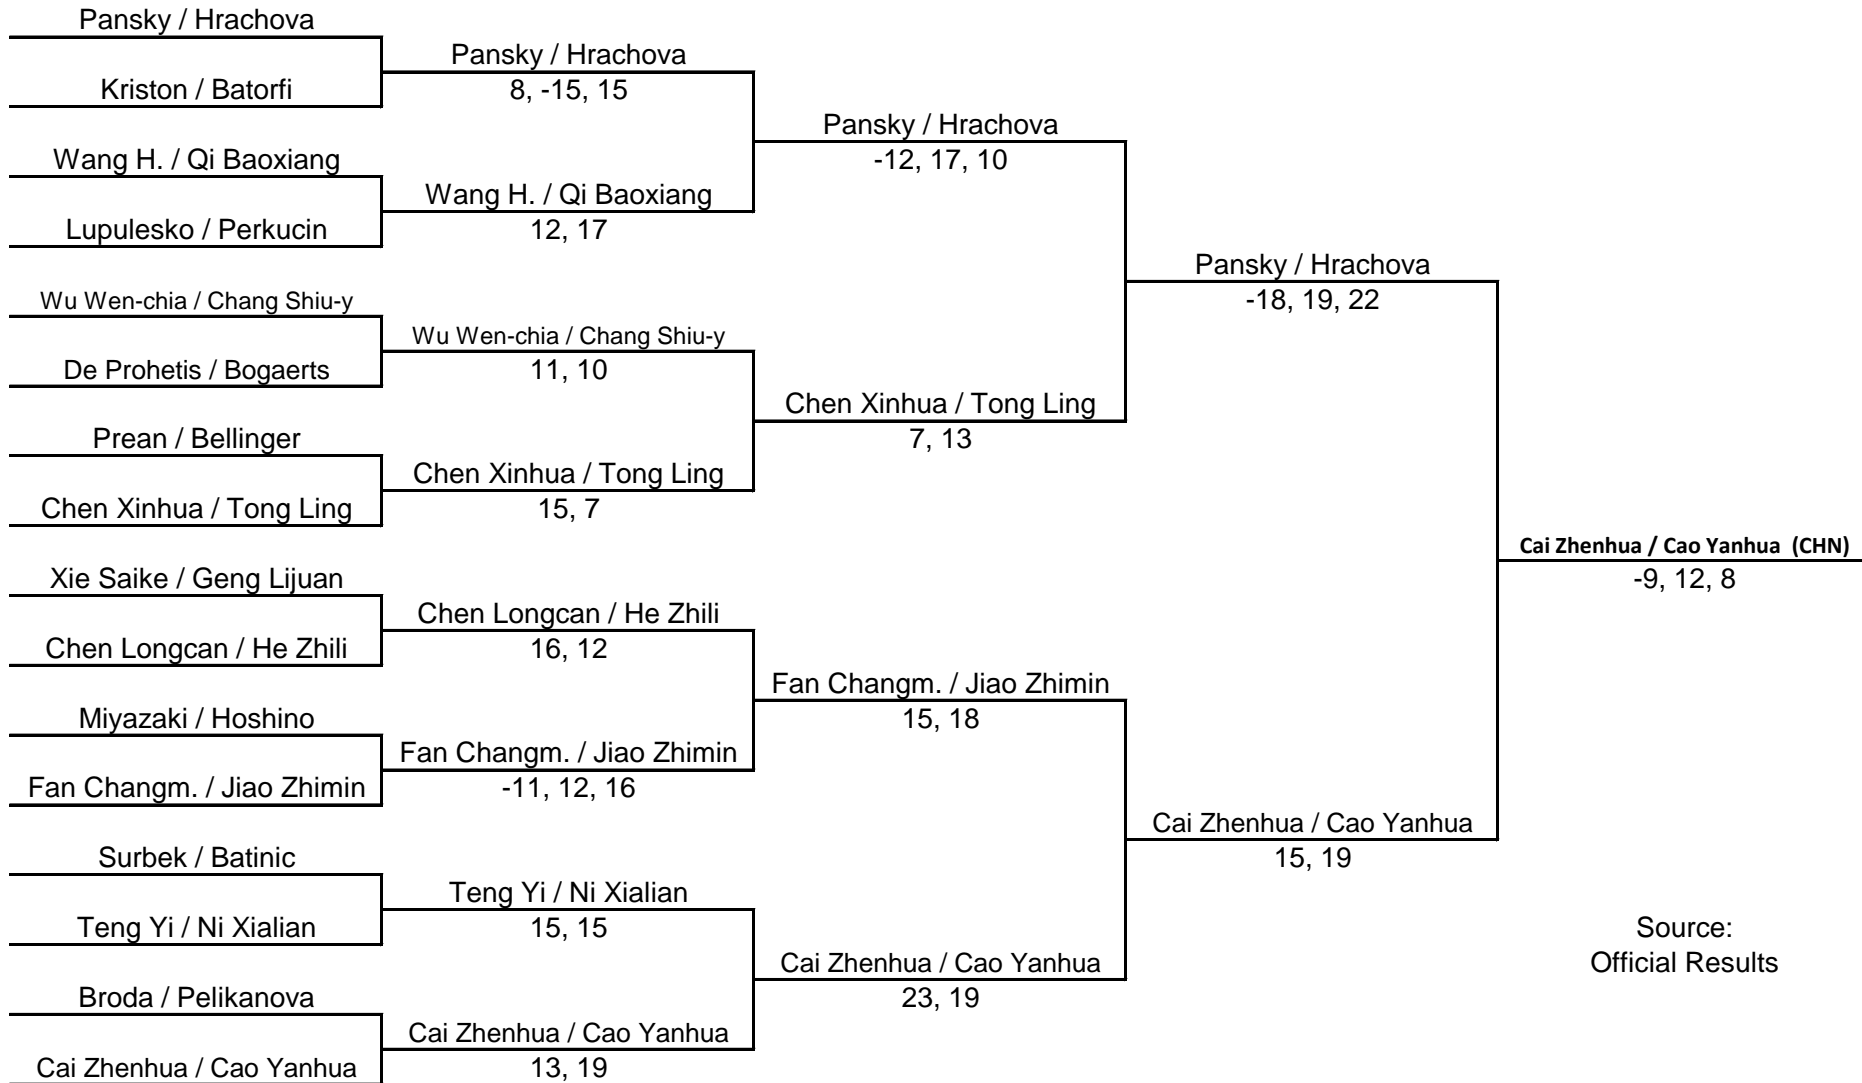 Pansky / Hrachova
Kriston / Batorfi
Wang H. / Qi Baoxiang
Lupulesko / Perkucin
Wu Wen-chia / Chang Shiu-y
De Prohetis / Bogaerts
Prean / Bellinger
Chen Xinhua / Tong Ling
Xie Saike / Geng Lijuan
Chen Longcan / He Zhili
Miyazaki / Hoshino
Fan Changm. / Jiao Zhimin
Surbek / Batinic
Teng Yi / Ni Xialian
Broda / Pelikanova
Cai Zhenhua / Cao Yanhua
Pansky / Hrachova
8, -15, 15
Wang H. / Qi Baoxiang
12, 17
Wu Wen-chia / Chang Shiu-y
11, 10
Chen Xinhua / Tong Ling
15, 7
Chen Longcan / He Zhili
16, 12
Fan Changm. / Jiao Zhimin
-11, 12, 16
Teng Yi / Ni Xialian
15, 15
Cai Zhenhua / Cao Yanhua
13, 19
Pansky / Hrachova
-12, 17, 10
Chen Xinhua / Tong Ling
7, 13
Fan Changm. / Jiao Zhimin
15, 18
Cai Zhenhua / Cao Yanhua
23, 19
Pansky / Hrachova
-18, 19, 22
Cai Zhenhua / Cao Yanhua
15, 19
Cai Zhenhua / Cao Yanhua (CHN)
-9, 12, 8
Source:
Official Results